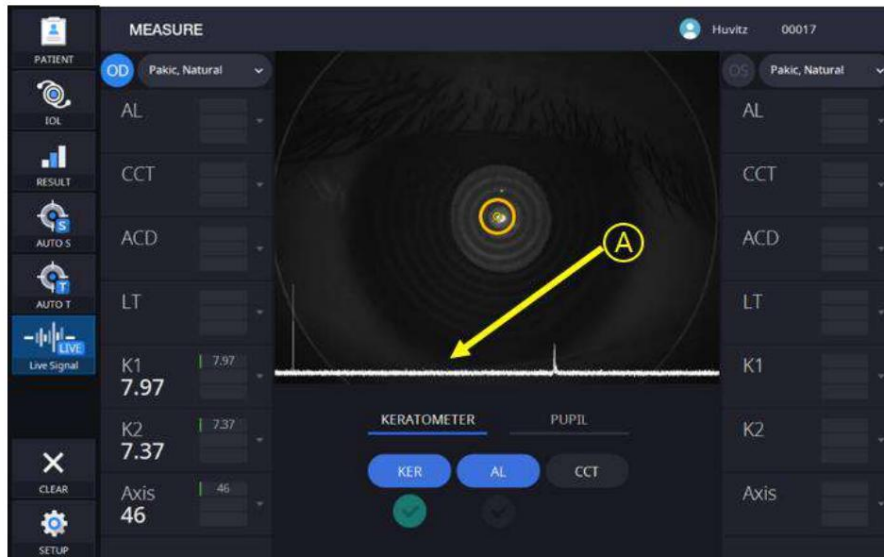 MEASURE
Huvitz 00017
PATIENT
IOL
RESULT
S
AUTO S
T
AUTO T
LIVE
Live Signal
CLEAR
SETUP
OD Pakic, Natural
AL
CCT
ACD
LT
K1 7.97
7.97
K2 7.37
7.37
Axis 46
46
A
KERATOMETER PUPIL
KER AL CCT
OS Pakic, Natural
AL
CCT
ACD
LT
K1
K2
Axis